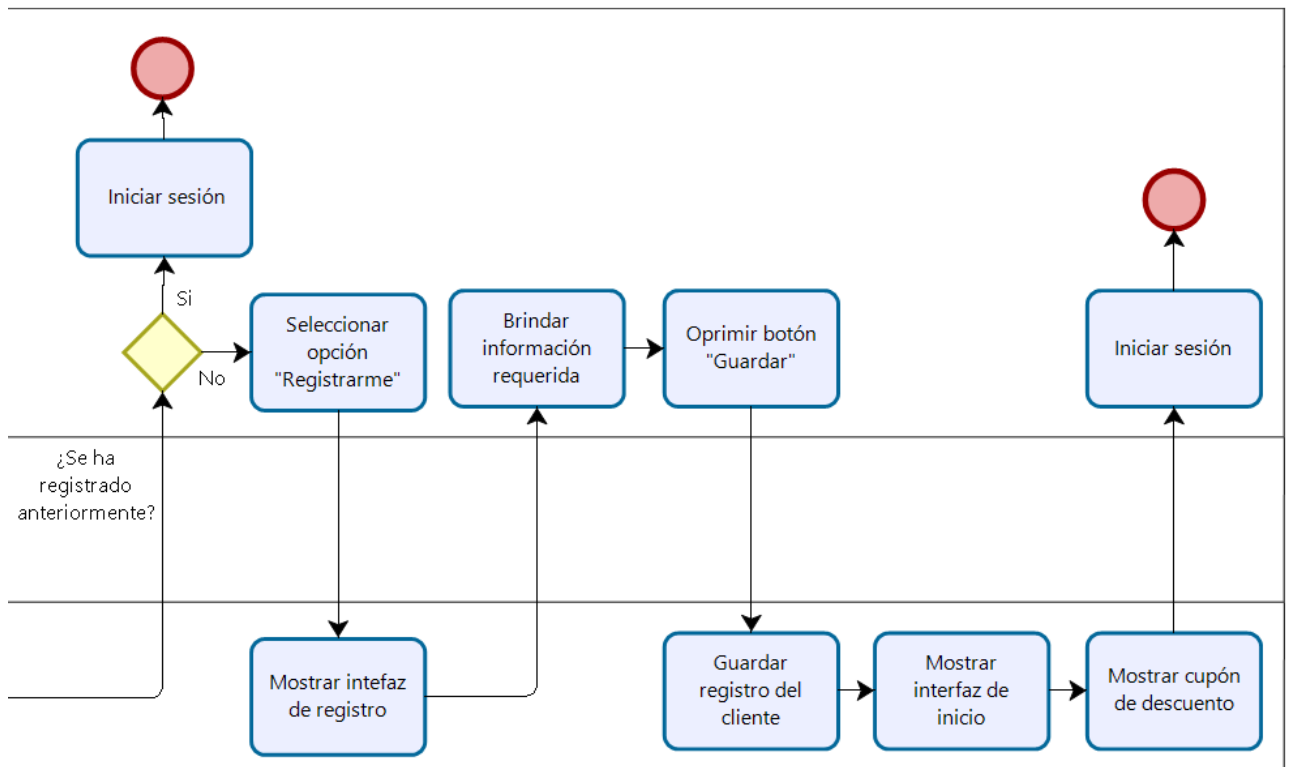 Iniciar sesión
Si
No
Seleccionar
opción
"Registrarme"
Brindar
información
requerida
Oprimir botón
"Guardar"
Iniciar sesión
¿Se ha
registrado
anteriormente?
Mostrar intefaz
de registro
Guardar
registro del
cliente
Mostrar
interfaz de
inicio
Mostrar cupón
de descuento